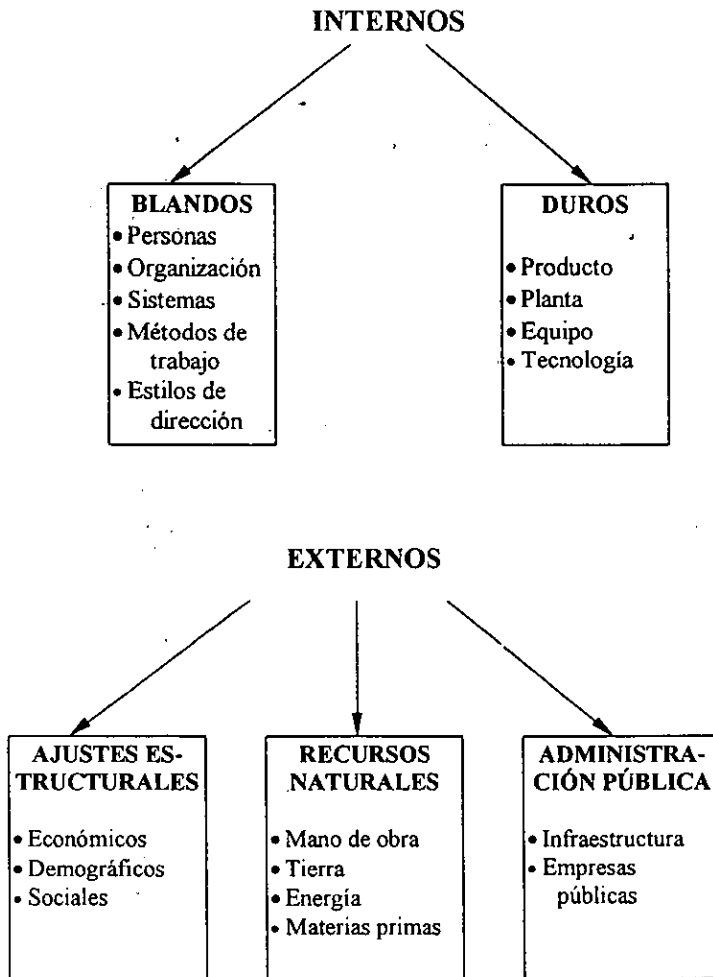 INTERNOS
BLANDOS
• Personas
• Organización
• Sistemas
• Métodos de
trabajo
• Estilos de
dirección
DUROS
• Producto
• Planta
• Equipo
• Tecnología
EXTERNOS
AJUSTES ES-
TRUCTURALES
• Económicos
• Demográficos
• Sociales
RECURSOS
NATURALES
• Mano de obra
• Tierra
• Energía
• Materias primas
ADMINISTRA-
CIÓN PÚBLICA
• Infraestructura
• Empresas
públicas